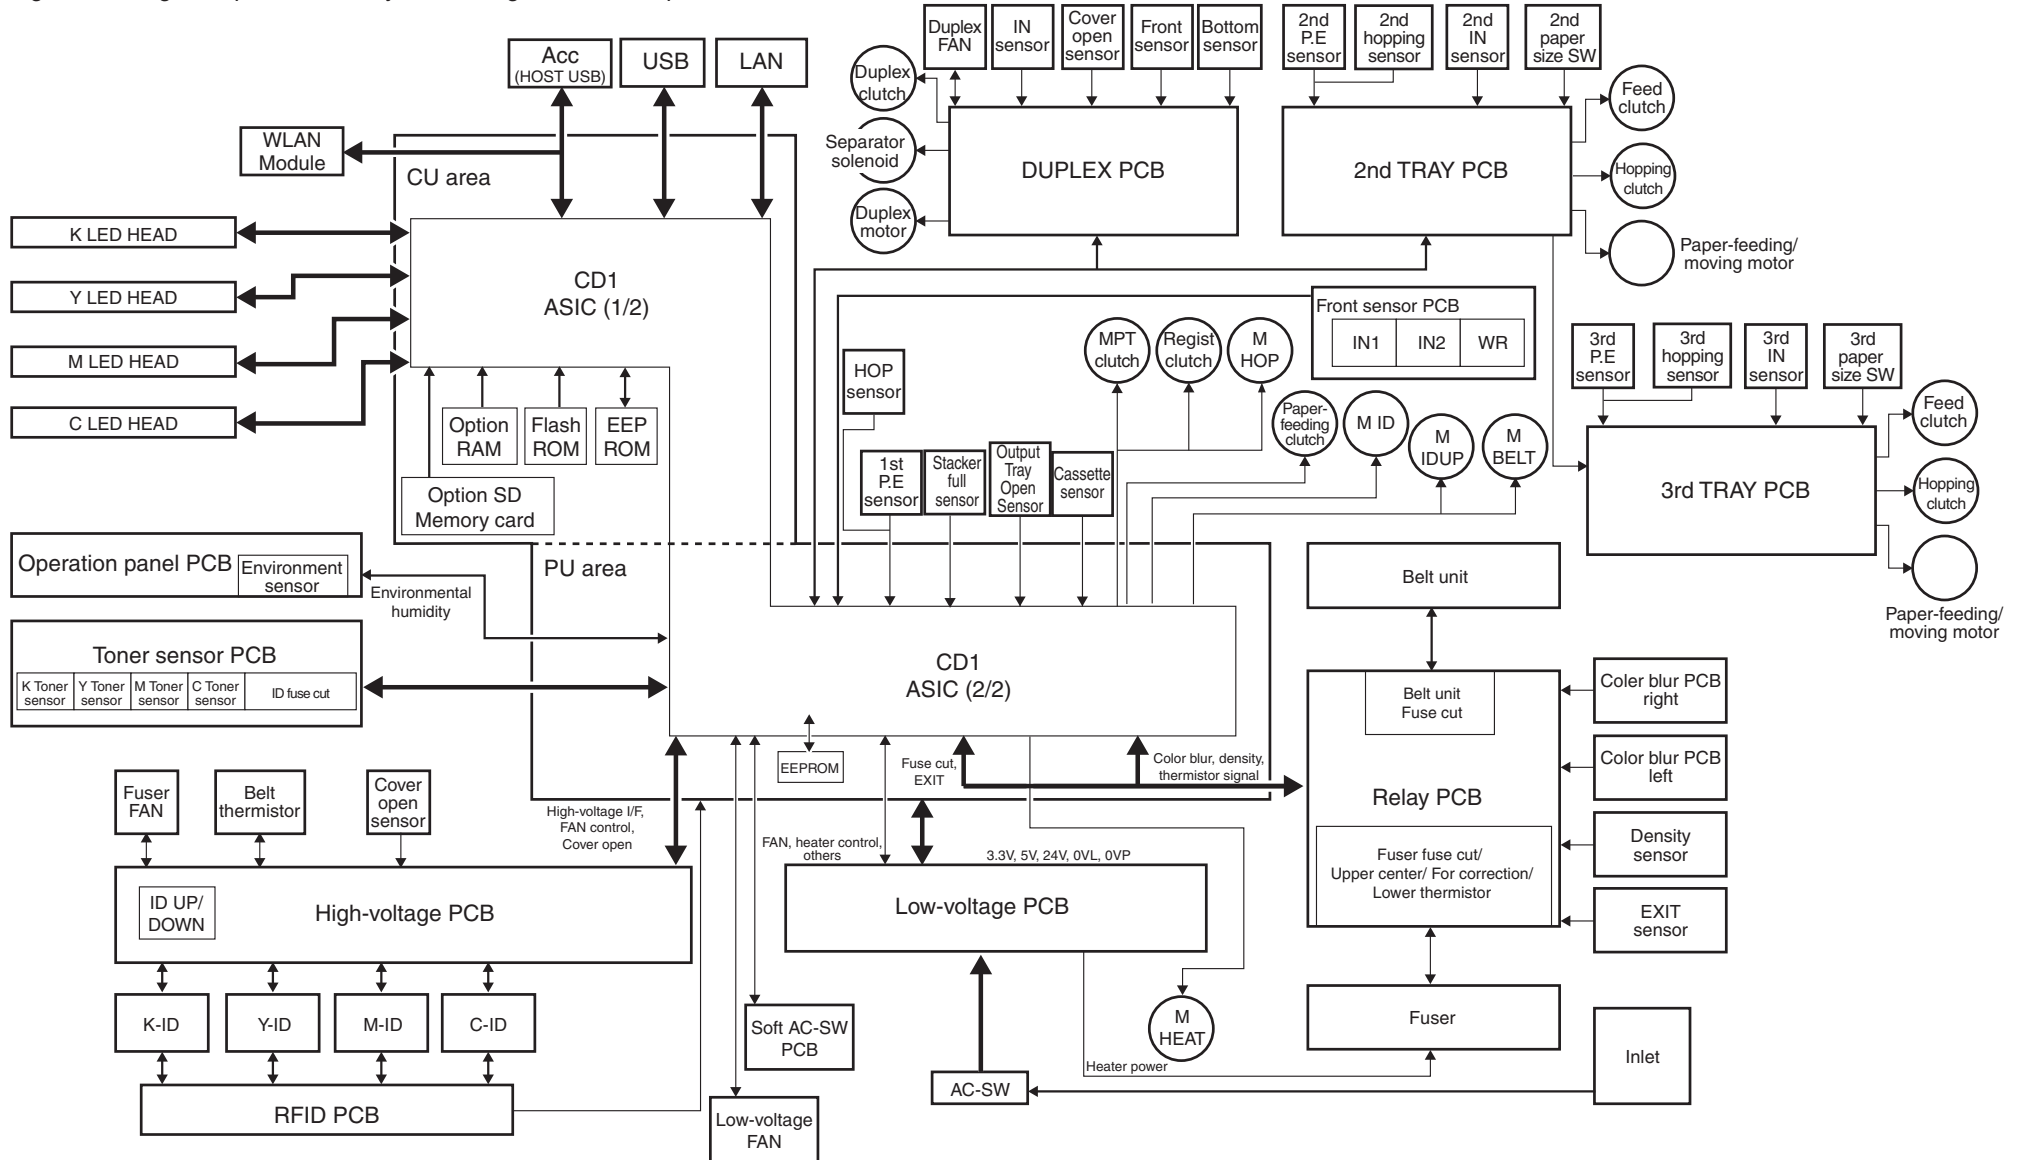 Acc
(HOST USB)
USB
LAN
WLAN
Module
CU area
K LED HEAD
Y LED HEAD
M LED HEAD
C LED HEAD
CD1
ASIC (1/2)
Option
RAM
Flash
ROM
EEP
ROM
Option SD
Memory card
Operation panel PCB
Environment
sensor
Environmental
humidity
Toner sensor PCB
K Toner
sensor
Y Toner
sensor
M Toner
sensor
C Toner
sensor
ID fuse cut
PU area
CD1
ASIC (2/2)
Duplex
FAN
IN
sensor
Cover
open
sensor
Front
sensor
Bottom
sensor
Duplex
clutch
Separator
solenoid
Duplex
motor
DUPLEX PCB
2nd
P.E
sensor
2nd
hopping
sensor
2nd
IN
sensor
2nd
paper
size SW
2nd TRAY PCB
Feed
clutch
Hopping
clutch
Paper-feeding/
moving motor
Front sensor PCB
IN1
IN2
WR
HOP
sensor
MPT
clutch
Regist
clutch
M
HOP
Paper-
feeding
clutch
M ID
M
IDUP
M
BELT
1st
P.E
sensor
Stacker
full
sensor
Output
Tray
Open
Sensor
Cassette
sensor
3rd
P.E
sensor
3rd
hopping
sensor
3rd
IN
sensor
3rd
paper
size SW
3rd TRAY PCB
Feed
clutch
Hopping
clutch
Paper-feeding/
moving motor
Belt unit
Belt unit
Fuse cut
Relay PCB
Fuser fuse cut/
Upper center/ For correction/
Lower thermistor
Coler blur PCB
right
Color blur PCB
left
Density
sensor
EXIT
sensor
Fuser
Inlet
EEPROM
Fuse cut,
EXIT
Color blur, density,
thermistor signal
High-voltage I/F,
FAN control,
Cover open
FAN, heater control,
others
3.3V, 5V, 24V, 0VL, 0VP
Fuser
FAN
Belt
thermistor
Cover
open
sensor
ID UP/
DOWN
High-voltage PCB
Low-voltage PCB
K-ID
Y-ID
M-ID
C-ID
RFID PCB
Soft AC-SW
PCB
Low-voltage
FAN
M
HEAT
Heater power
AC-SW